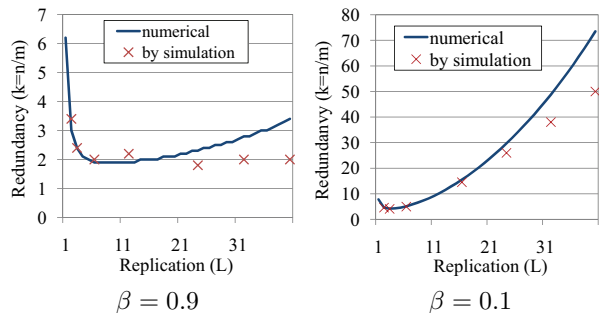 Redundancy (k=n/m)
7
6
5
4
3
2
1
0
numerical
by simulation
1 11 21 31
Replication (L)
β = 0.9
Redundanvy (k=n/m)
80
70
60
50
40
30
20
10
0
numerical
by simulation
1 11 21 31
Replication (L)
β = 0.1